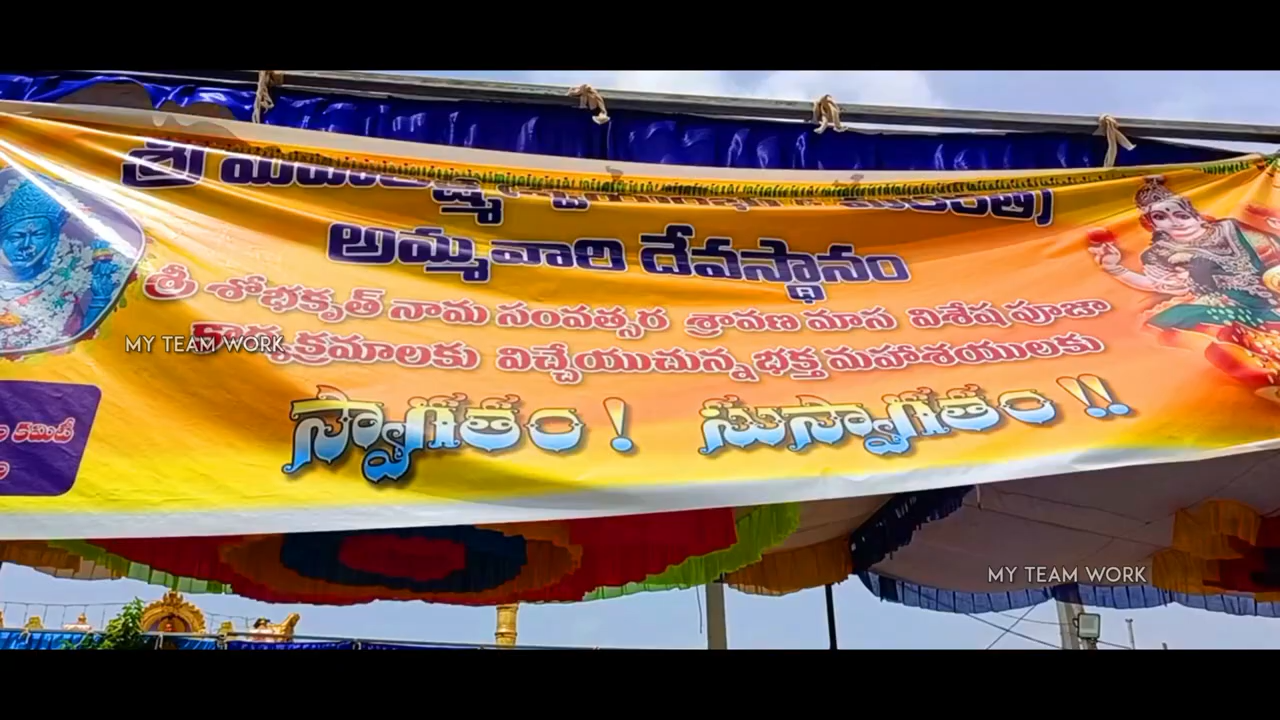 శ్రీ
అమ్మవారి దేవస్థానం
శ్రీ శోభకృత్ నామ సంవత్సర శ్రావణ మాస విశేష పూజా
కార్యక్రమాలకు విచ్చేయుచున్న భక్త మహాశయులకు
స్వాగతం ! సుస్వాగతం !!
కమిటీ
MY TEAM WORK
MY TEAM WORK